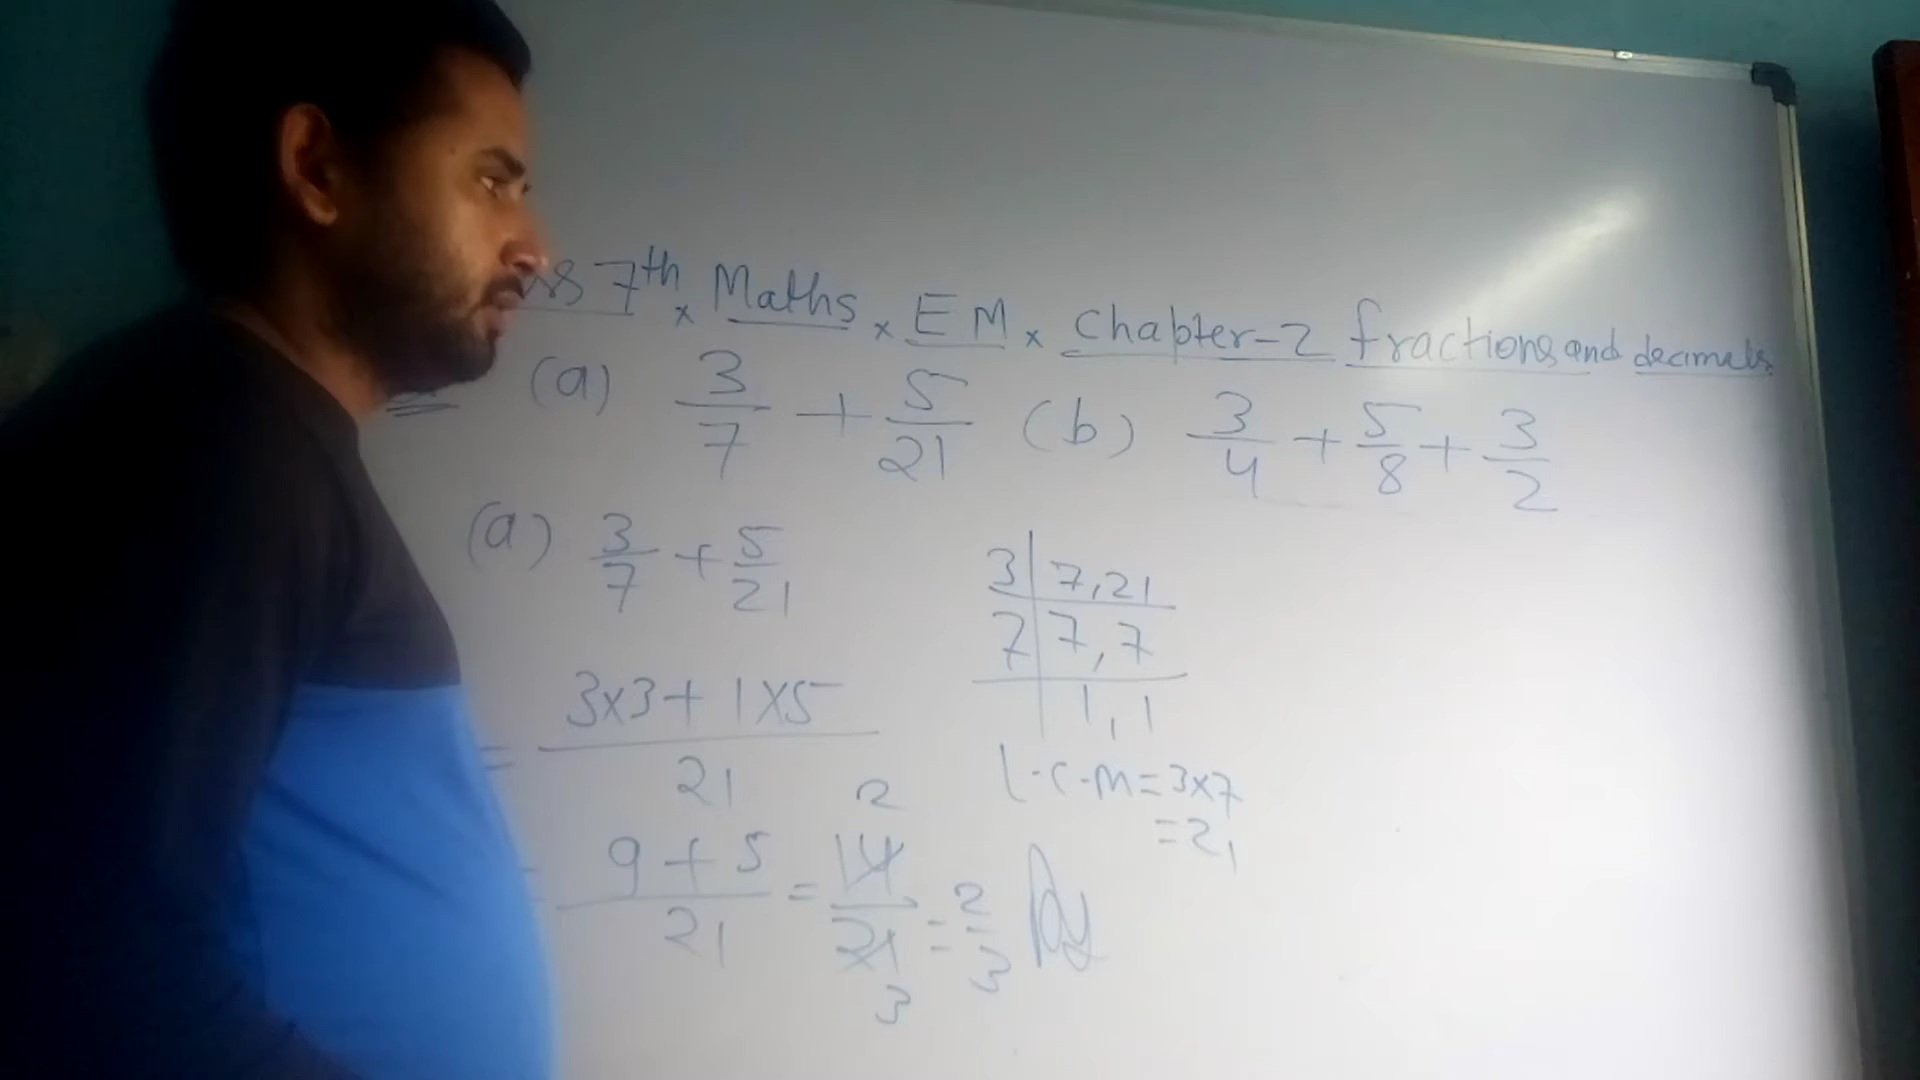 7th × Maths × EM × Chapter-2 fractions and decimals
(a) 3/7 + 5/21 (b) 3/4 + 5/8 + 3/2
(a) 3/7 + 5/21
3 | 7, 21
7 | 7, 7
1, 1
= 3x3 + 1x5 / 21
L.C.M = 3x7
= 21
9 + 5 / 21 = 14/21 = 2/3
2
3